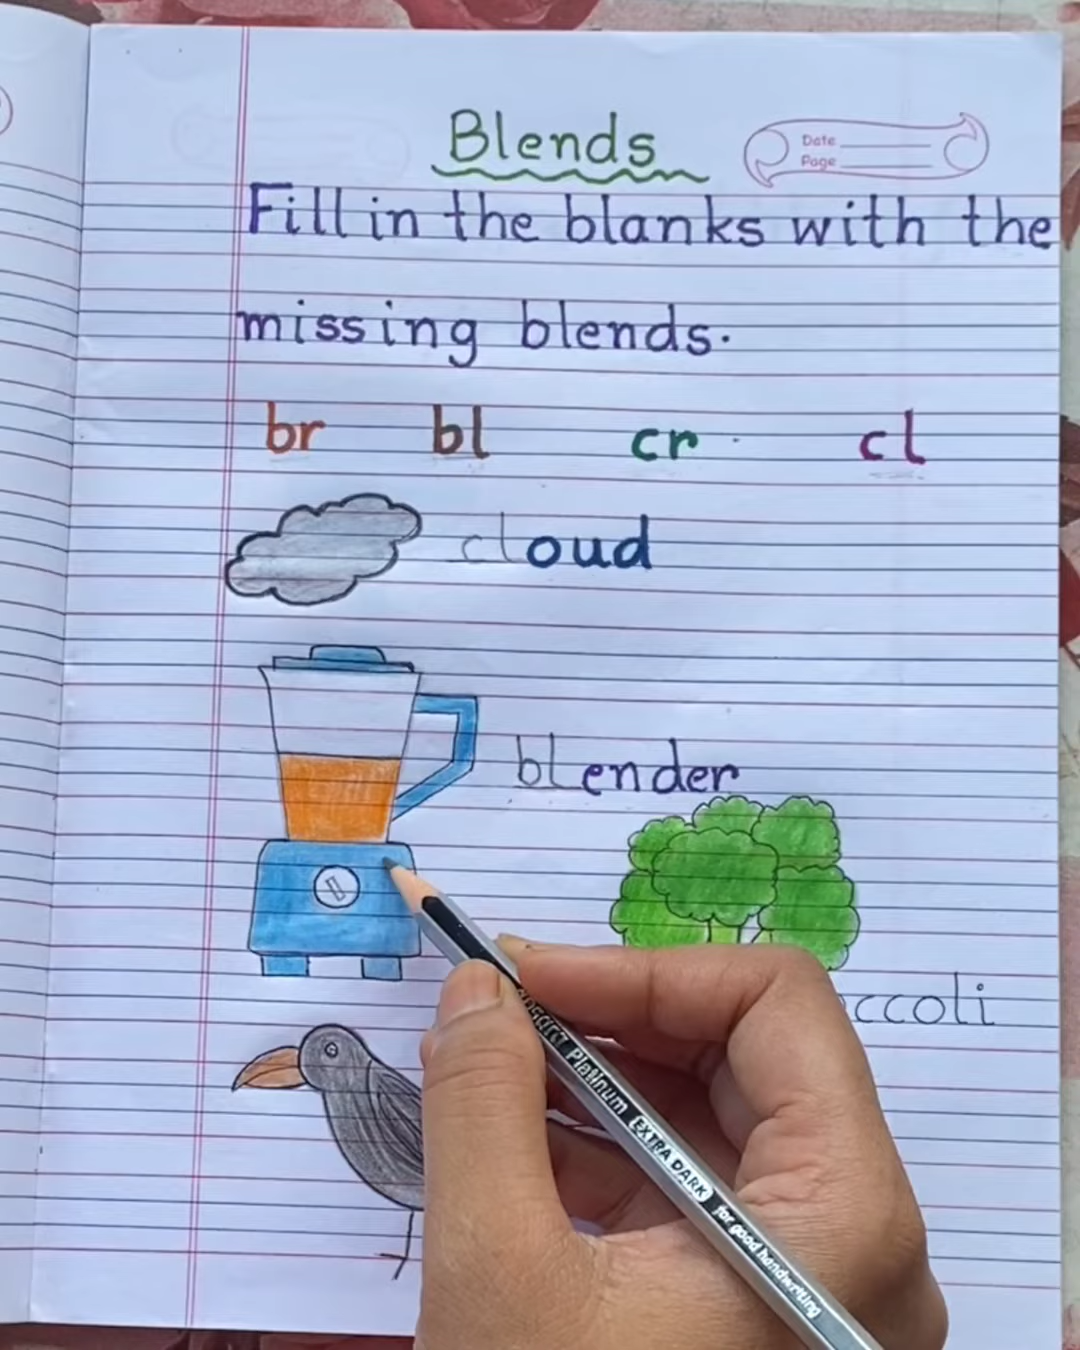 Blends
Date
Page
Fill in the blanks with the
missing blends.
br bl cr cl
cloud
blender
occoli
Platinum EXTRA DARK for good handwriting